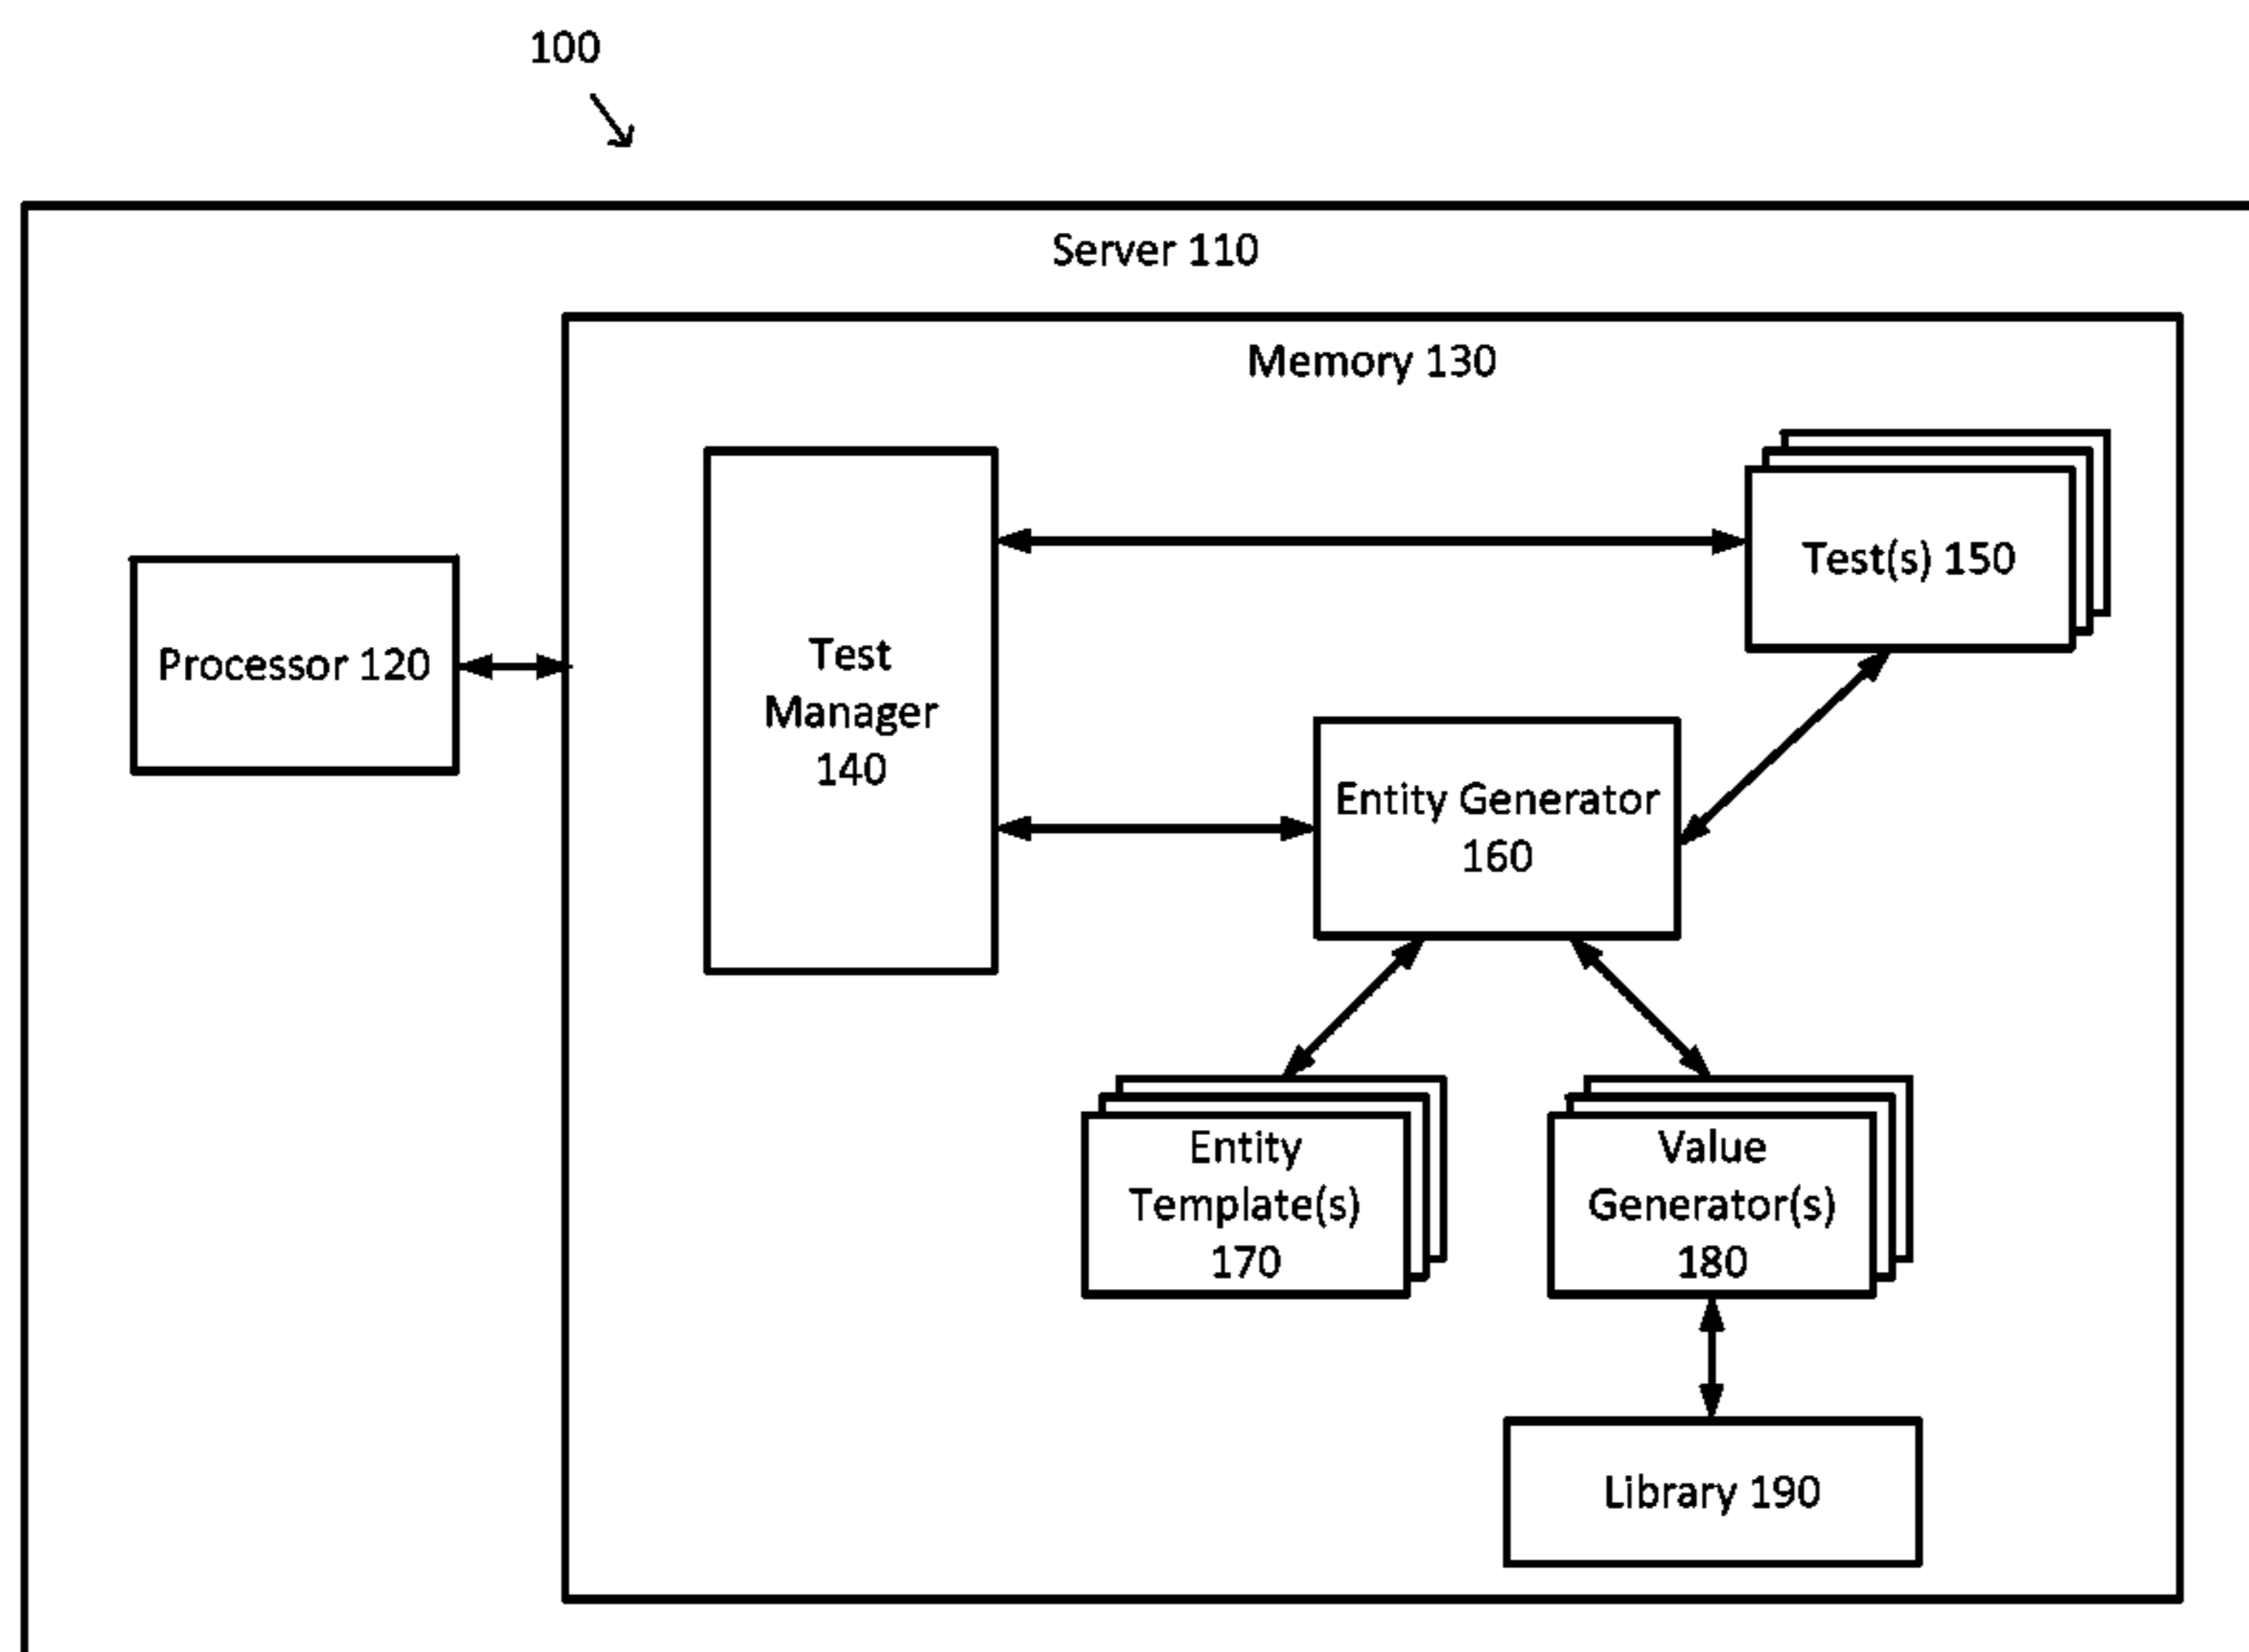 100
Server 110
Memory 130
Test(s) 150
Processor 120
Test
Manager
140
Entity Generator
160
Entity
Template(s)
170
Value
Generator(s)
180
Library 190